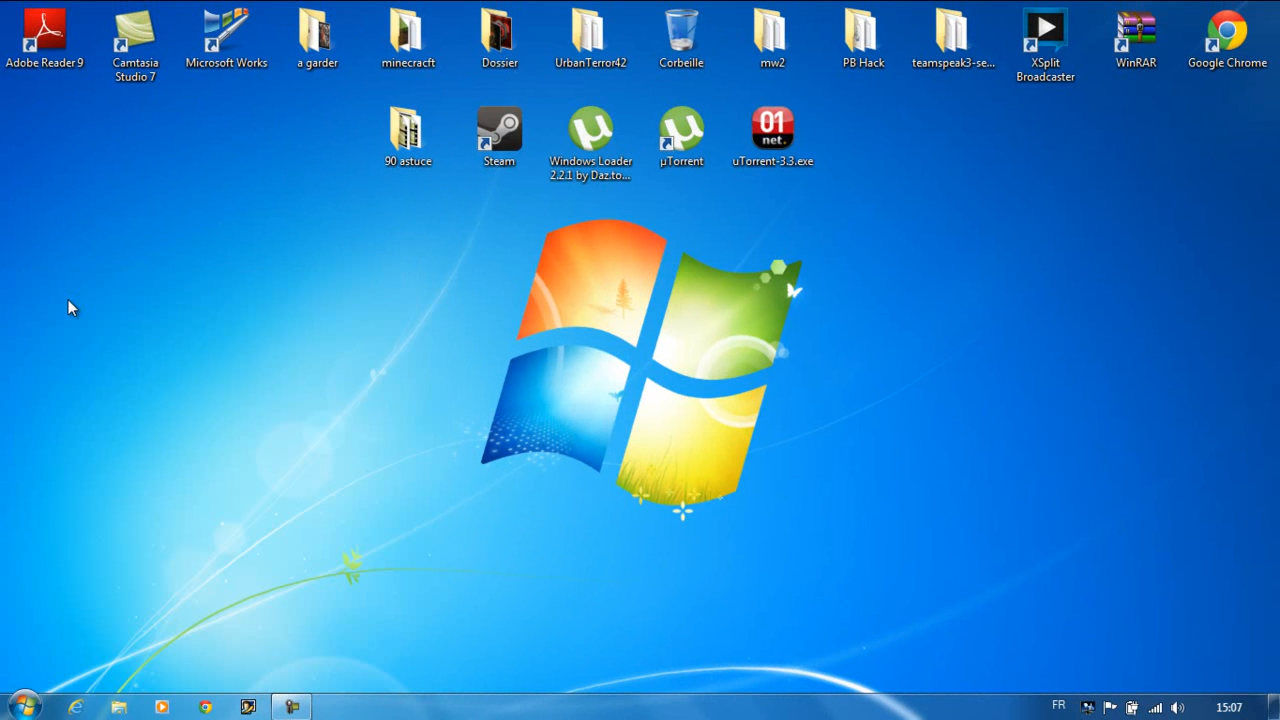 Adobe Reader 9
Camtasia
Studio 7
Microsoft Works
a garder
minecracft
Dossier
UrbanTerror42
Corbeille
mw2
PB Hack
teamspeak3-se...
XSplit
Broadcaster
WinRAR
Google Chrome
90 astuce
Steam
Windows Loader
2.2.1 by Daz.to...
µTorrent
01
net.
uTorrent-3.3.exe
FR
15:07